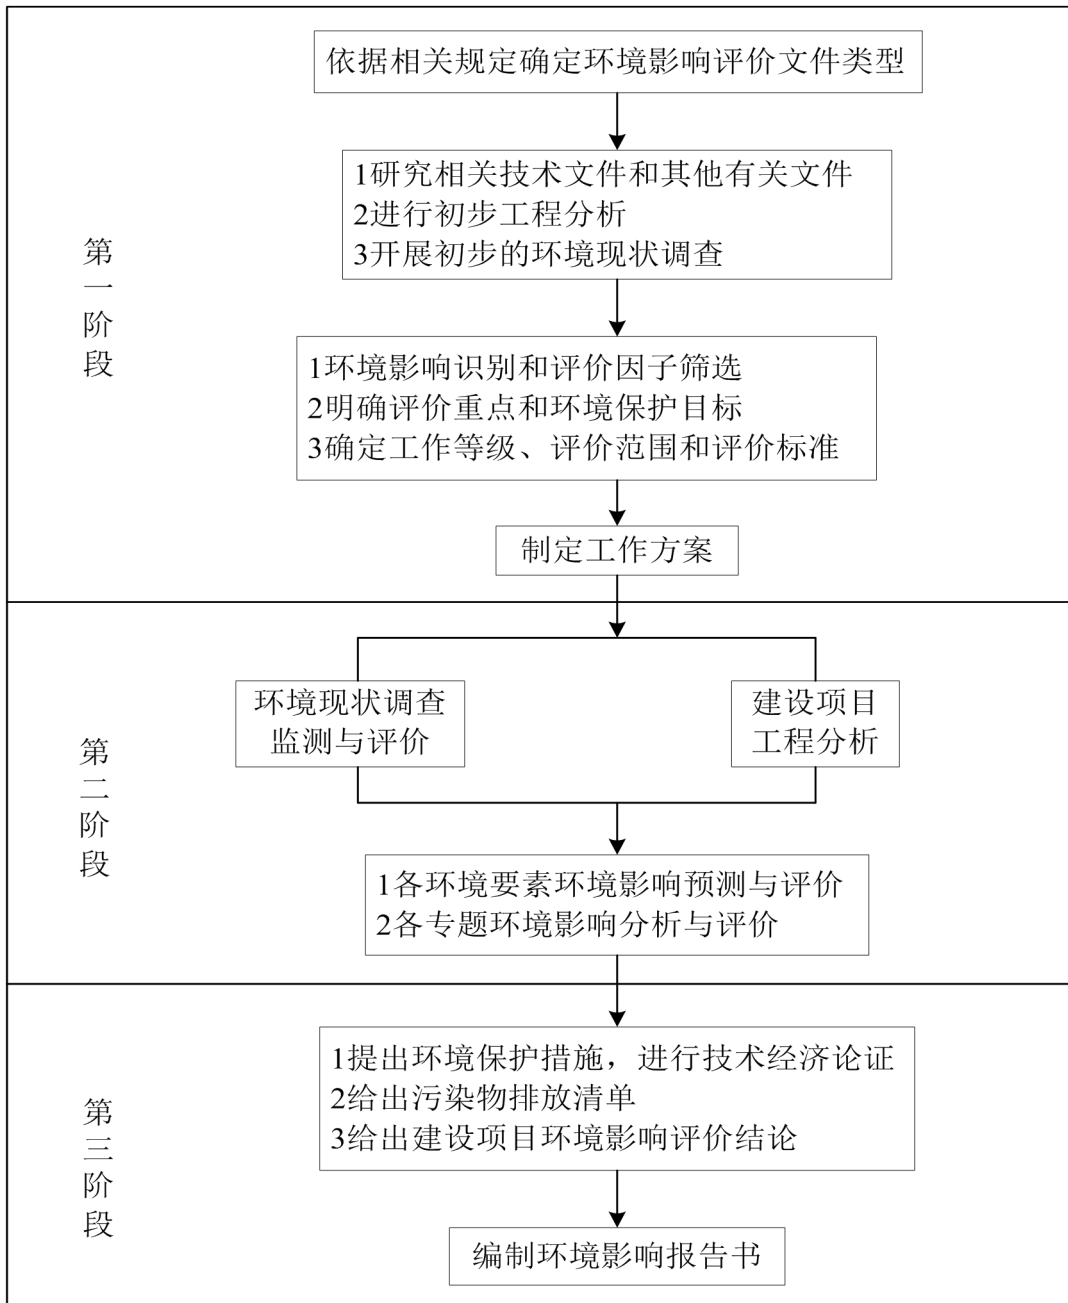 依据相关规定确定环境影响评价文件类型
1研究相关技术文件和其他有关文件
2进行初步工程分析
3开展初步的环境现状调查
第一阶段
1环境影响识别和评价因子筛选
2明确评价重点和环境保护目标
3确定工作等级、评价范围和评价标准
制定工作方案
环境现状调查
监测与评价
建设项目
工程分析
第二阶段
1各环境要素环境影响预测与评价
2各专题环境影响分析与评价
1提出环境保护措施，进行技术经济论证
2给出污染物排放清单
3给出建设项目环境影响评价结论
第三阶段
编制环境影响报告书